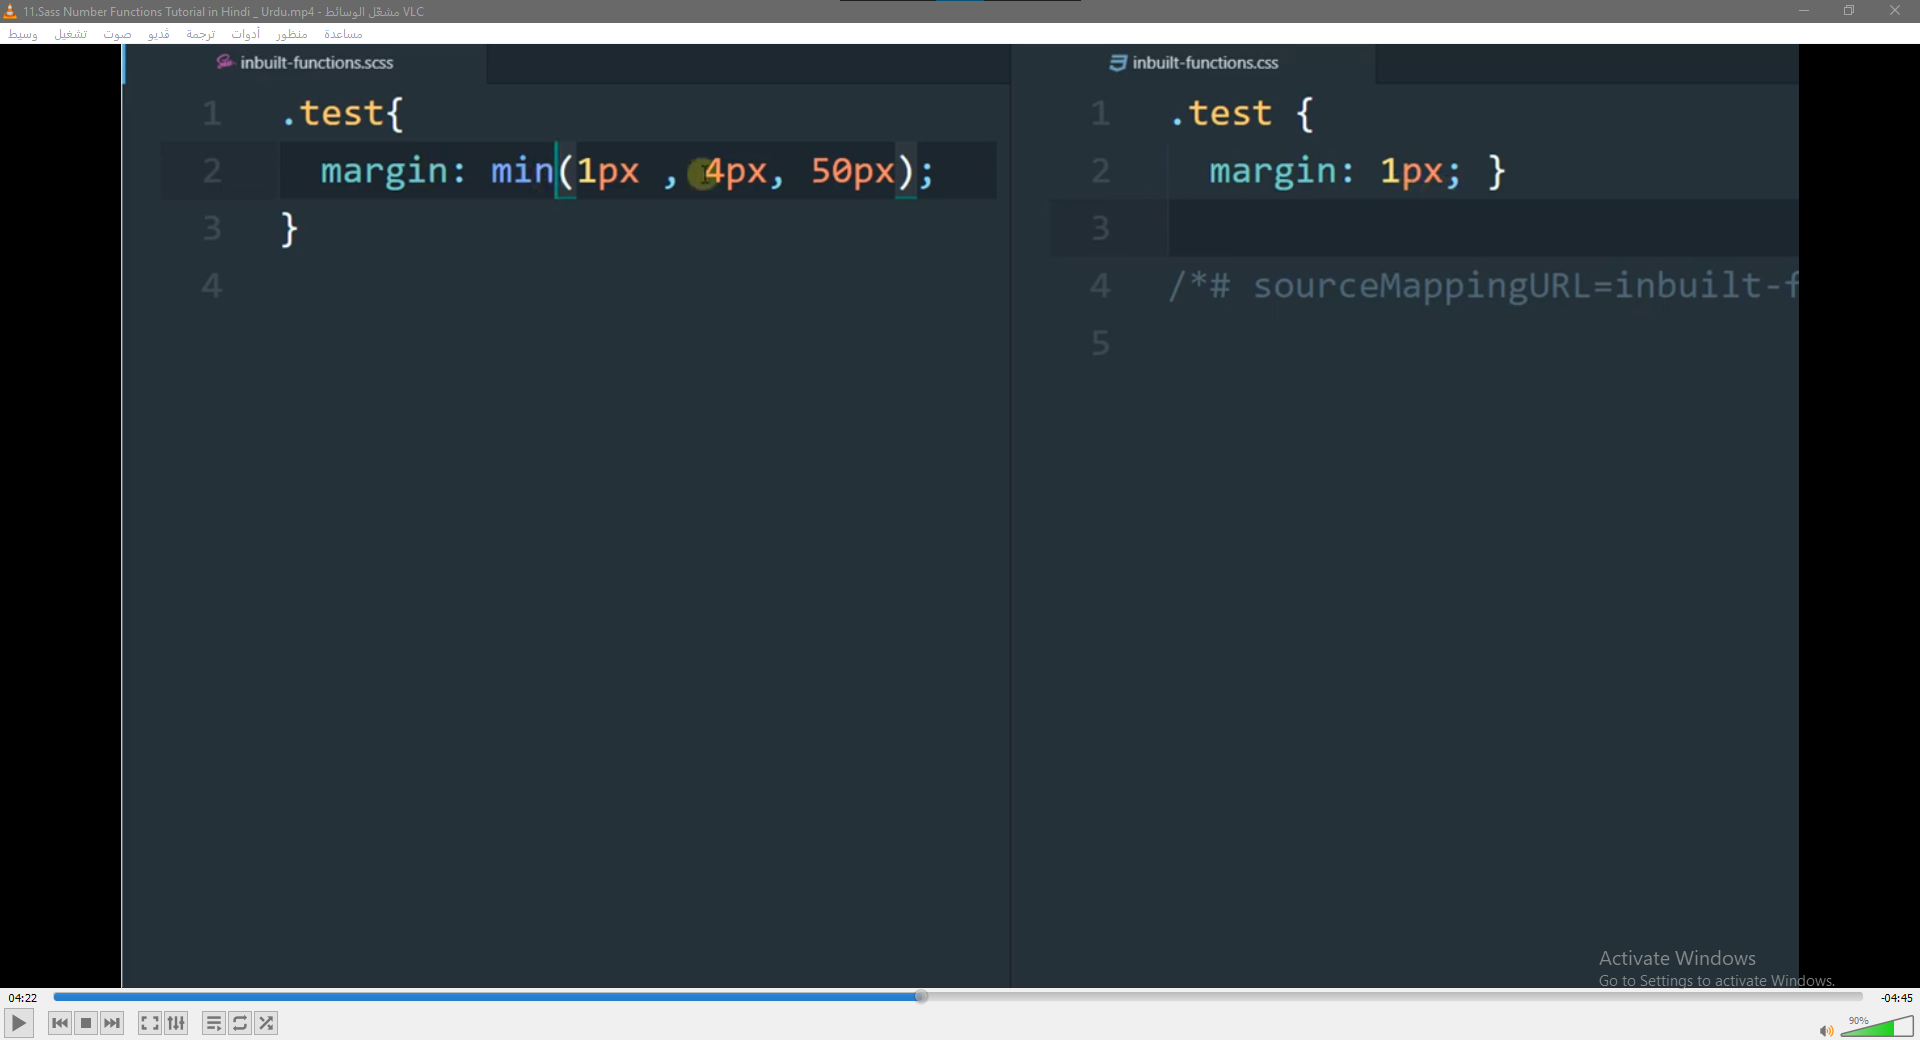 11.Sass Number Functions Tutorial in Hindi _ Urdu.mp4 - مشغل الوسائط VLC
وسيط تشغيل صوت ڤديو ترجمة أدوات منظور مساعدة
inbuilt-functions.scss
1 .test{
2 margin: min(1px , 4px, 50px);
3 }
4
inbuilt-functions.css
1 .test {
2 margin: 1px; }
3
4 /*# sourceMappingURL=inbuilt-f
5
Activate Windows
Go to Settings to activate Windows.
04:22 -04:45
90%